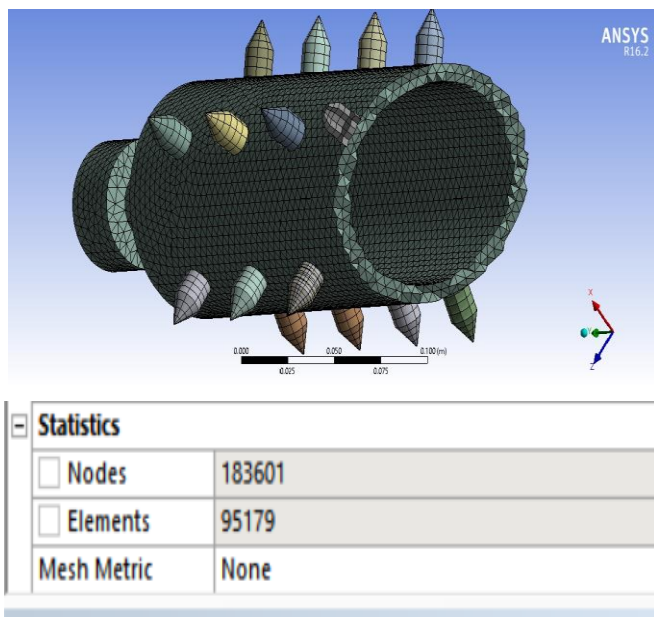 ANSYS
R16.2
X
Z
0.000 0.050 0.100 (m)
0.025 0.075
Statistics
Nodes 183601
Elements 95179
Mesh Metric None